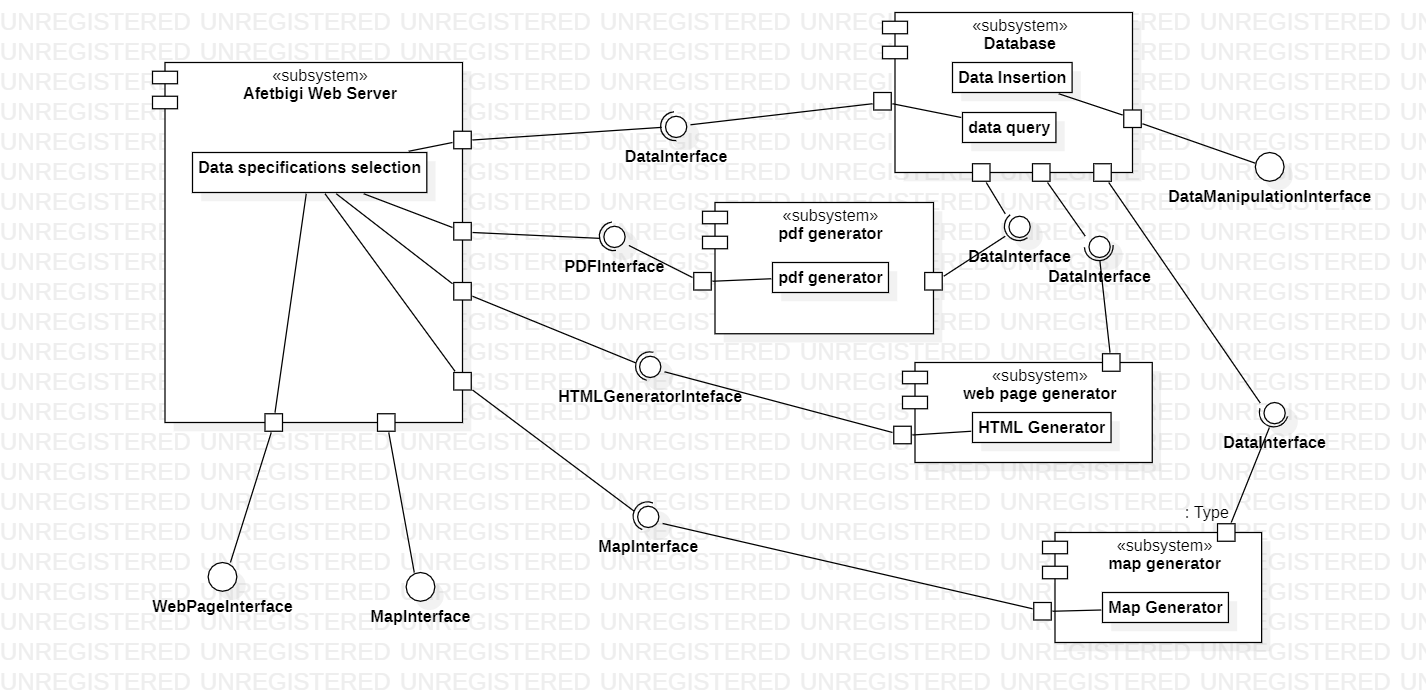 UNREGISTERED
«subsystem»
Afetbigi Web Server
Data specifications selection
«subsystem»
Database
Data Insertion
data query
DataInterface
DataManipulationInterface
«subsystem»
pdf generator
pdf generator
PDFInterface
DataInterface
DataInterface
HTMLGeneratorInteface
«subsystem»
web page generator
HTML Generator
DataInterface
MapInterface
: Type
«subsystem»
map generator
Map Generator
WebPageInterface
MapInterface